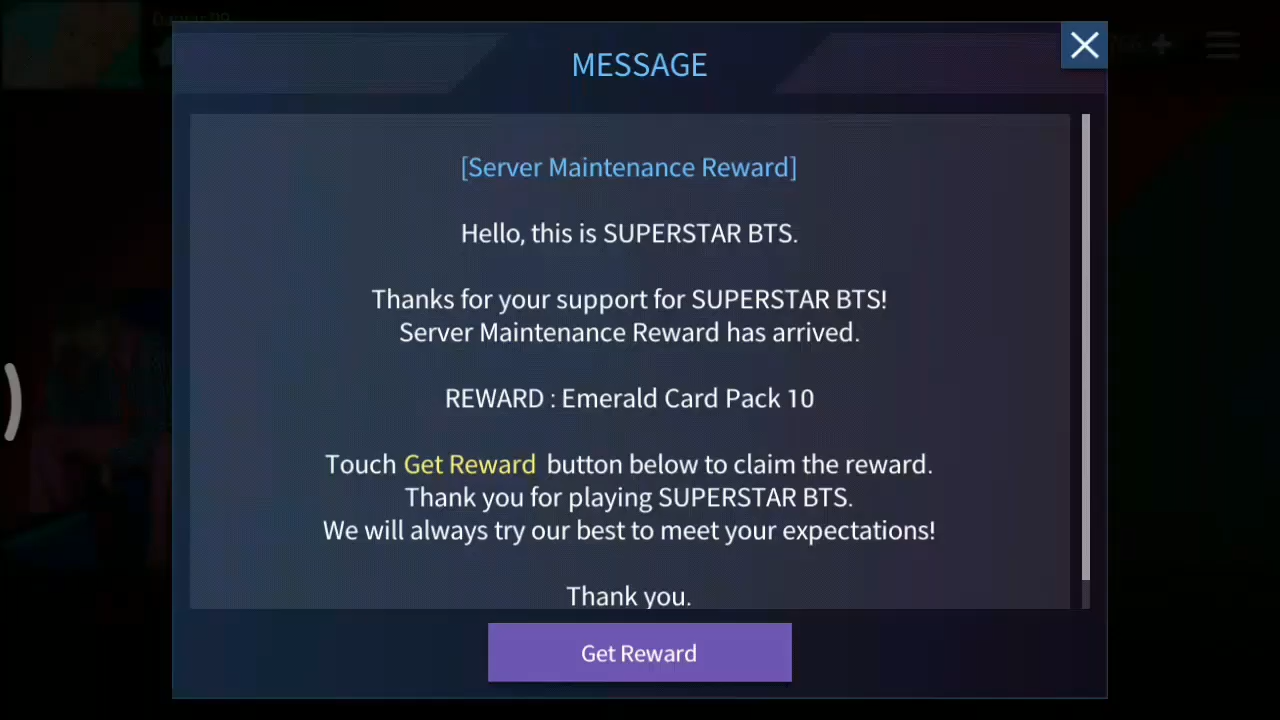 MESSAGE
[Server Maintenance Reward]
Hello, this is SUPERSTAR BTS.
Thanks for your support for SUPERSTAR BTS!
Server Maintenance Reward has arrived.
REWARD : Emerald Card Pack 10
Touch Get Reward button below to claim the reward.
Thank you for playing SUPERSTAR BTS.
We will always try our best to meet your expectations!
Thank you.
Get Reward